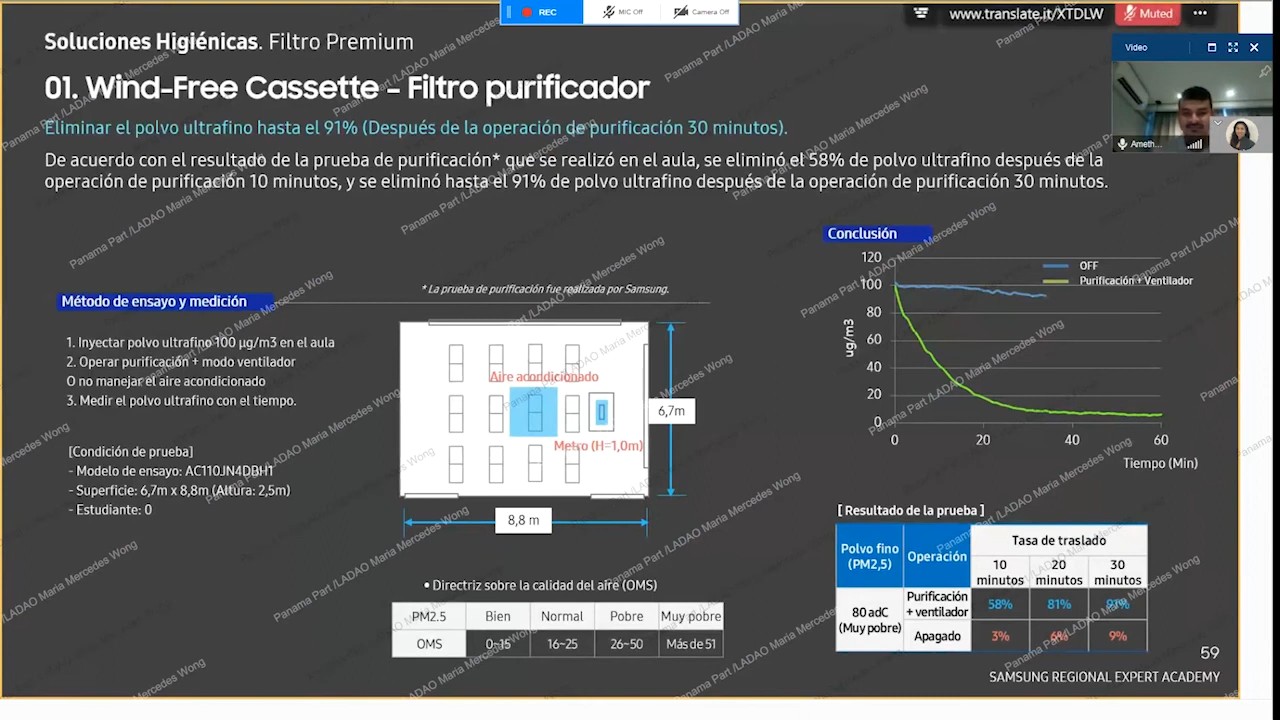 REC
MIC Off
Camera Off
www.translate.it/XTDLW
Muted
Video
Ameth...
Soluciones Higiénicas. Filtro Premium
01. Wind-Free Cassette – Filtro purificador
Eliminar el polvo ultrafino hasta el 91% (Después de la operación de purificación 30 minutos).
De acuerdo con el resultado de la prueba de purificación* que se realizó en el aula, se eliminó el 58% de polvo ultrafino después de la
operación de purificación 10 minutos, y se eliminó hasta el 91% de polvo ultrafino después de la operación de purificación 30 minutos.
Método de ensayo y medición
1. Inyectar polvo ultrafino 100 µg/m3 en el aula
2. Operar purificación + modo ventilador
O no manejar el aire acondicionado
3. Medir el polvo ultrafino con el tiempo.
[Condición de prueba]
- Modelo de ensayo: AC110JN4DBH1
- Superficie: 6,7m x 8,8m (Altura: 2,5m)
- Estudiante: 0
* La prueba de purificación fue realizada por Samsung.
Aire acondicionado
Metro (H=1,0m)
6,7m
8,8 m
• Directriz sobre la calidad del aire (OMS)
PM2.5 Bien Normal Pobre Muy pobre
OMS 0~15 16~25 26~50 Más de 51
Conclusión
120
100
80
60
40
20
0
ug/m3
OFF
Purificación + Ventilador
0 20 40 60
Tiempo (Min)
[ Resultado de la prueba ]
Polvo fino (PM2,5) Operación Tasa de traslado
10 minutos 20 minutos 30 minutos
80 adC (Muy pobre) Purificación + ventilador 58% 81% 91%
Apagado 3% 6% 9%
59
SAMSUNG REGIONAL EXPERT ACADEMY
Panama Part /LADAO Maria Mercedes Wong